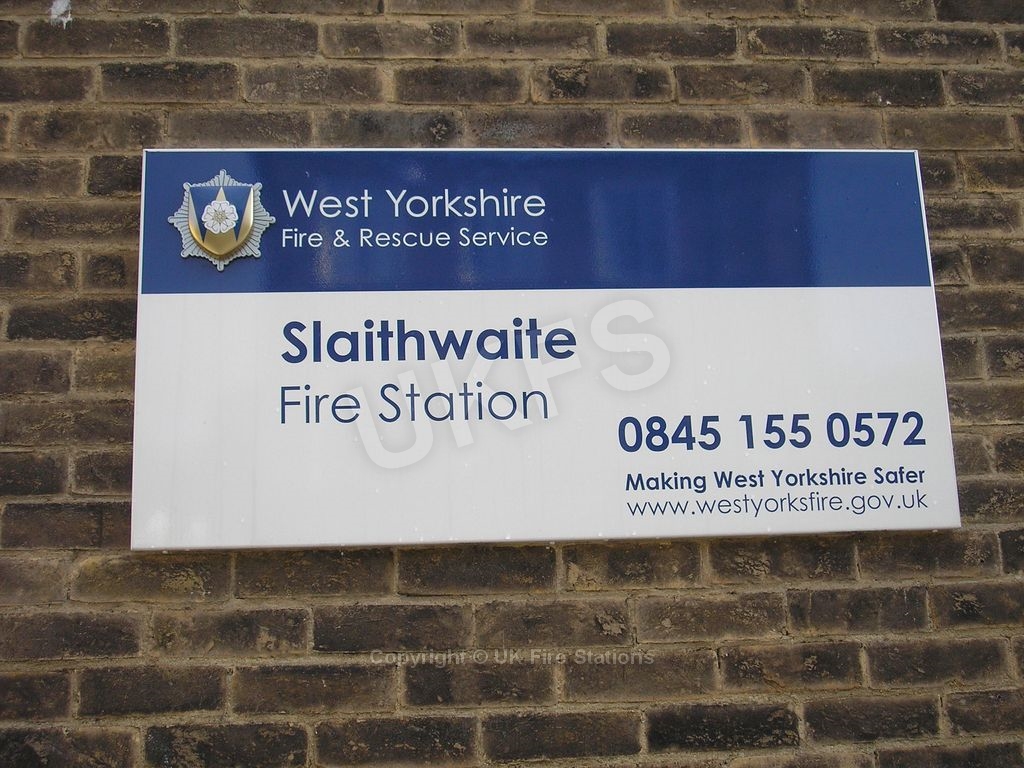 West Yorkshire
Fire & Rescue Service
Slaithwaite
Fire Station
UKFS
0845 155 0572
Making West Yorkshire Safer
www.westyorksfire.gov.uk
Copyright © UK Fire Stations